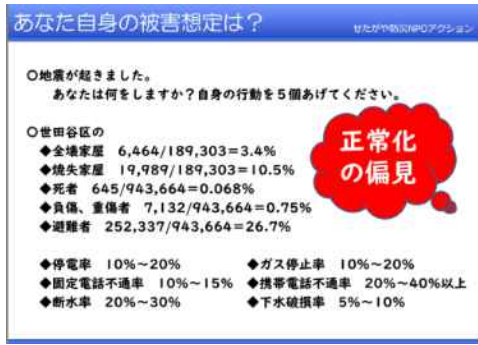 あなた自身の被害想定は？
せたがや防災NPOアクション
○地震が起きました。
あなたは何をしますか？自身の行動を５個あげてください。
○世田谷区の
◆全壊家屋 6,464/189,303＝3.4%
◆焼失家屋 19,989/189,303＝10.5%
◆死者 645/943,664＝0.068%
◆負傷、重傷者 7,132/943,664＝0.75%
◆避難者 252,337/943,664＝26.7%
正常化
の偏見
◆停電率 10%～20% ◆ガス停止率 10%～20%
◆固定電話不通率 10%～15% ◆携帯電話不通率 20%～40%以上
◆断水率 20%～30% ◆下水破損率 5%～10%